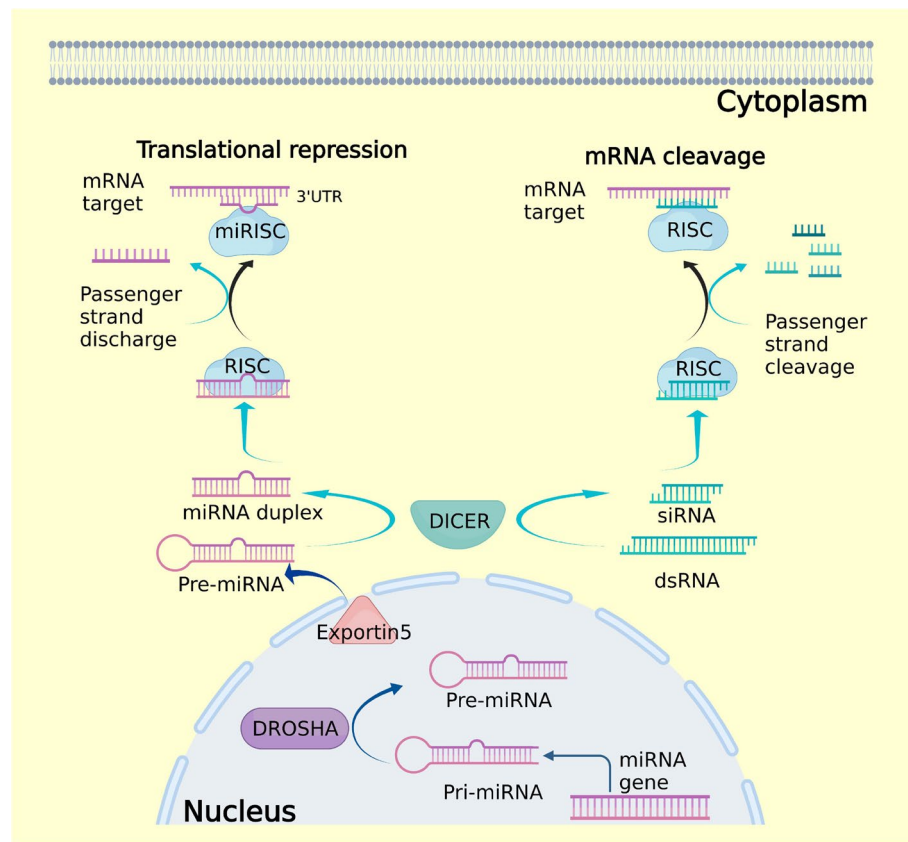 Cytoplasm
Translational repression
mRNA
target
3'UTR
miRISC
Passenger
strand
discharge
RISC
miRNA duplex
Pre-miRNA
mRNA cleavage
mRNA
target
RISC
Passenger
strand
cleavage
RISC
siRNA
dsRNA
DICER
Exportin5
Pre-miRNA
DROSHA
Pri-miRNA
miRNA
gene
Nucleus